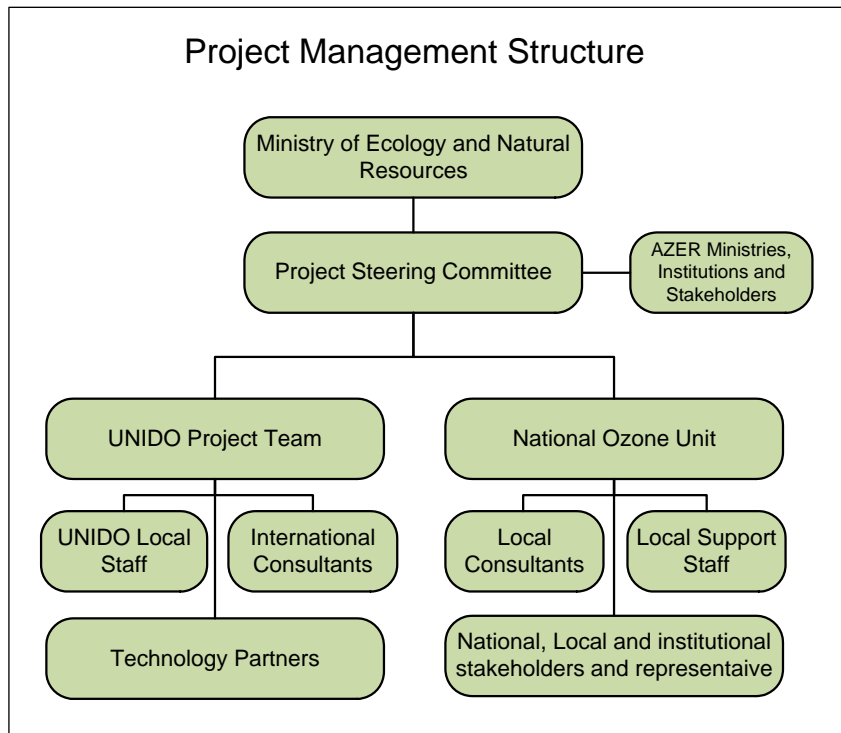 Project Management Structure
Ministry of Ecology and Natural
Resources
Project Steering Committee
AZER Ministries,
Institutions and
Stakeholders
UNIDO Project Team
National Ozone Unit
UNIDO Local
Staff
International
Consultants
Local
Consultants
Local Support
Staff
Technology Partners
National, Local and institutional
stakeholders and representaive